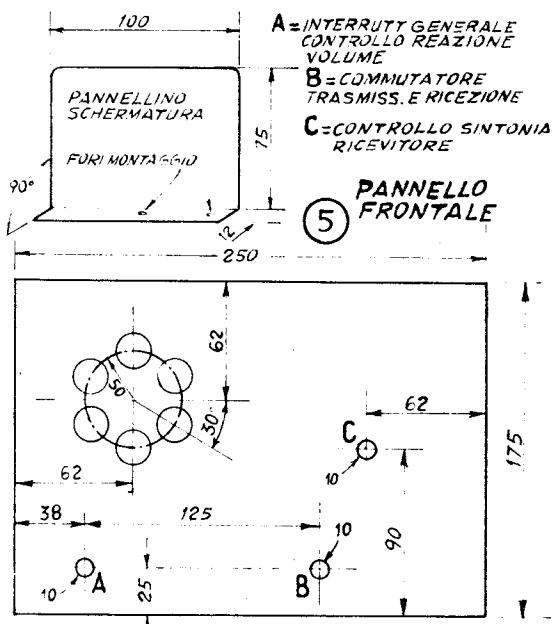 100
A=INTERRUTT GENERALE
CONTROLLO REAZIONE
VOLUME
B=COMMUTATORE
TRASMISS. E RICEZIONE
C=CONTROLLO SINTONIA
RICEVITORE
PANNELLINO
SCHERMATURA
FORI MONTAGGIO
75
90°
12
5
PANNELLO
FRONTALE
250
62
50
30°
62
C
10
62
175
38
125
90
10
A
25
B
10